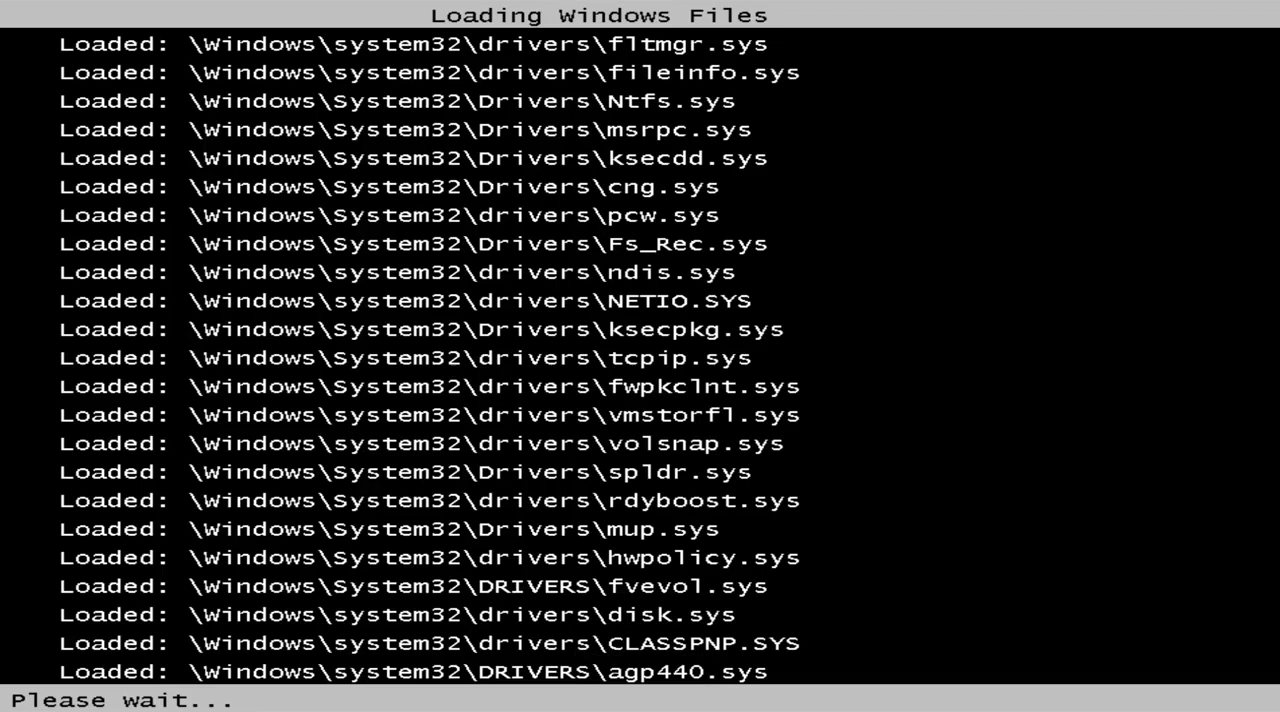 Loading Windows Files
Loaded: \Windows\system32\drivers\fltmgr.sys
Loaded: \Windows\system32\drivers\fileinfo.sys
Loaded: \Windows\System32\Drivers\Ntfs.sys
Loaded: \Windows\System32\Drivers\msrpc.sys
Loaded: \Windows\System32\Drivers\ksecdd.sys
Loaded: \Windows\System32\Drivers\cng.sys
Loaded: \Windows\System32\drivers\pcw.sys
Loaded: \Windows\System32\Drivers\Fs_Rec.sys
Loaded: \Windows\system32\drivers\ndis.sys
Loaded: \Windows\system32\drivers\NETIO.SYS
Loaded: \Windows\System32\Drivers\ksecpkg.sys
Loaded: \Windows\System32\drivers\tcpip.sys
Loaded: \Windows\System32\drivers\fwpkclnt.sys
Loaded: \Windows\system32\drivers\vmstorfl.sys
Loaded: \Windows\system32\drivers\volsnap.sys
Loaded: \Windows\System32\Drivers\spldr.sys
Loaded: \Windows\System32\drivers\rdyboost.sys
Loaded: \Windows\System32\Drivers\mup.sys
Loaded: \Windows\System32\drivers\hwpolicy.sys
Loaded: \Windows\System32\DRIVERS\fvevol.sys
Loaded: \Windows\system32\drivers\disk.sys
Loaded: \Windows\system32\drivers\CLASSPNP.SYS
Loaded: \Windows\system32\DRIVERS\agp440.sys
Please wait...